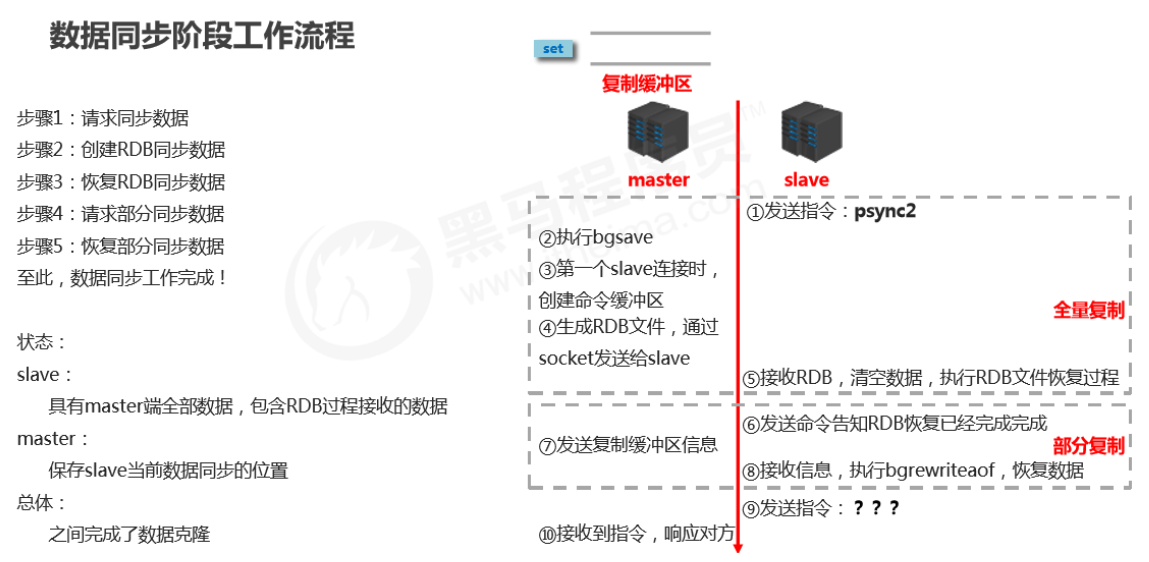 数据同步阶段工作流程
步骤1：请求同步数据
步骤2：创建RDB同步数据
步骤3：恢复RDB同步数据
步骤4：请求部分同步数据
步骤5：恢复部分同步数据
至此，数据同步工作完成！
状态：
slave：
具有master端全部数据，包含RDB过程接收的数据
master：
保存slave当前数据同步的位置
总体：
之间完成了数据克隆
set
复制缓冲区
master
slave
①发送指令：psync2
②执行bgsave
③第一个slave连接时，
创建命令缓冲区
④生成RDB文件，通过
socket发送给slave
全量复制
⑤接收RDB，清空数据，执行RDB文件恢复过程
⑥发送命令告知RDB恢复已经完成完成
⑦发送复制缓冲区信息
部分复制
⑧接收信息，执行bgrewriteaof，恢复数据
⑨发送指令：？？？
⑩接收到指令，响应对方
黑马程序员™